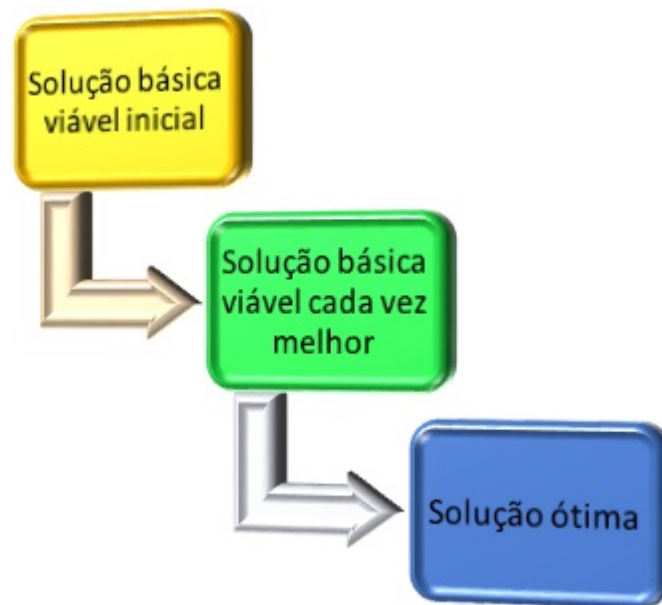 Solução básica
viável inicial
Solução básica
viável cada vez
melhor
Solução ótima